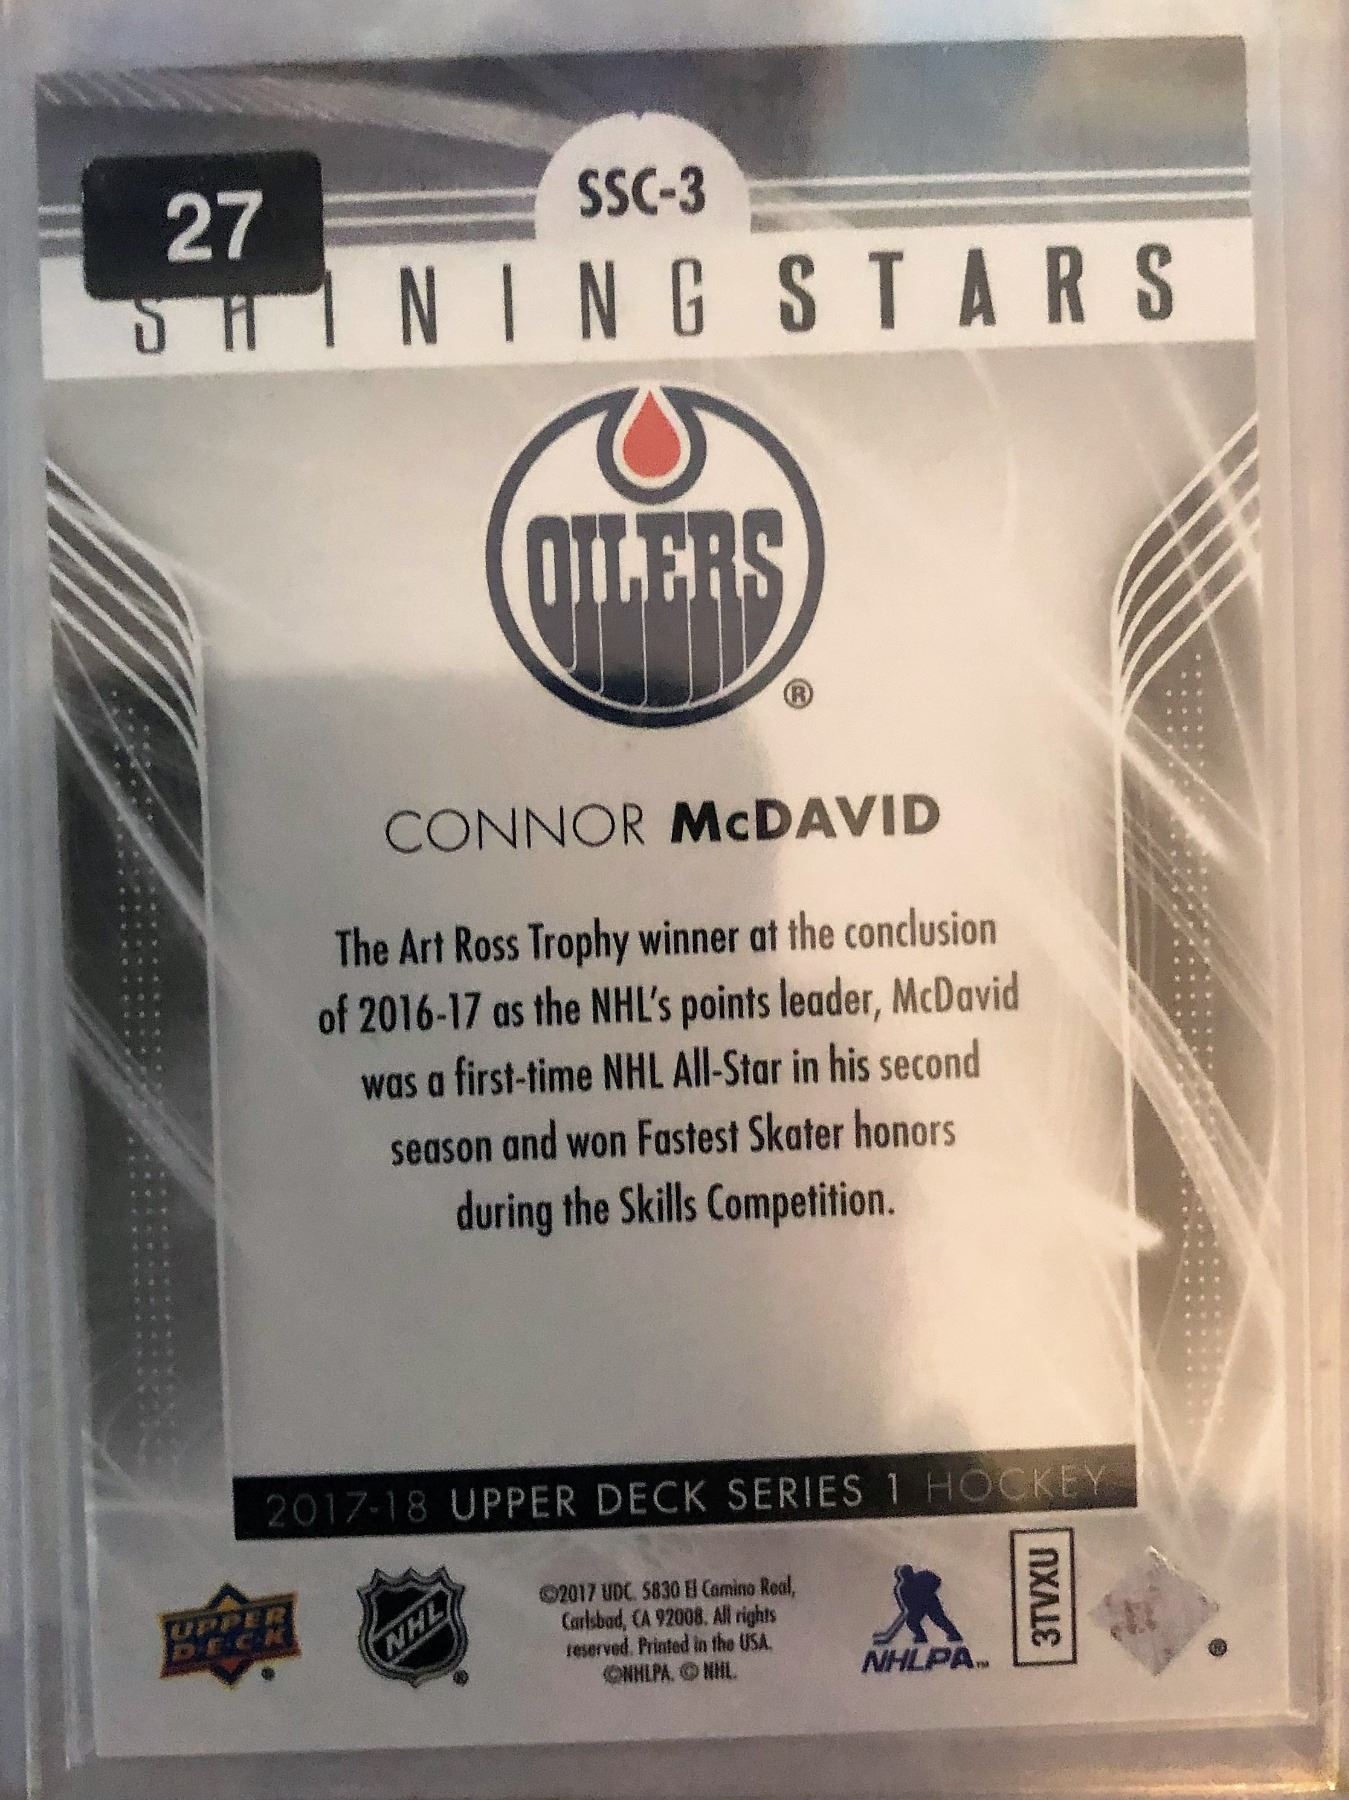 27
SSC-3
SHINING STARS
OILERS
®
CONNOR McDAVID
The Art Ross Trophy winner at the conclusion
of 2016-17 as the NHL's points leader, McDavid
was a first-time NHL All-Star in his second
season and won Fastest Skater honors
during the Skills Competition.
2017-18 UPPER DECK SERIES 1 HOCKEY
UPPER
DECK
®
NHL
®
©2017 UDC. 5830 El Camino Real,
Carlsbad, CA 92008. All rights
reserved. Printed in the USA.
©NHLPA. © NHL.
NHLPA™
3TVXU
®